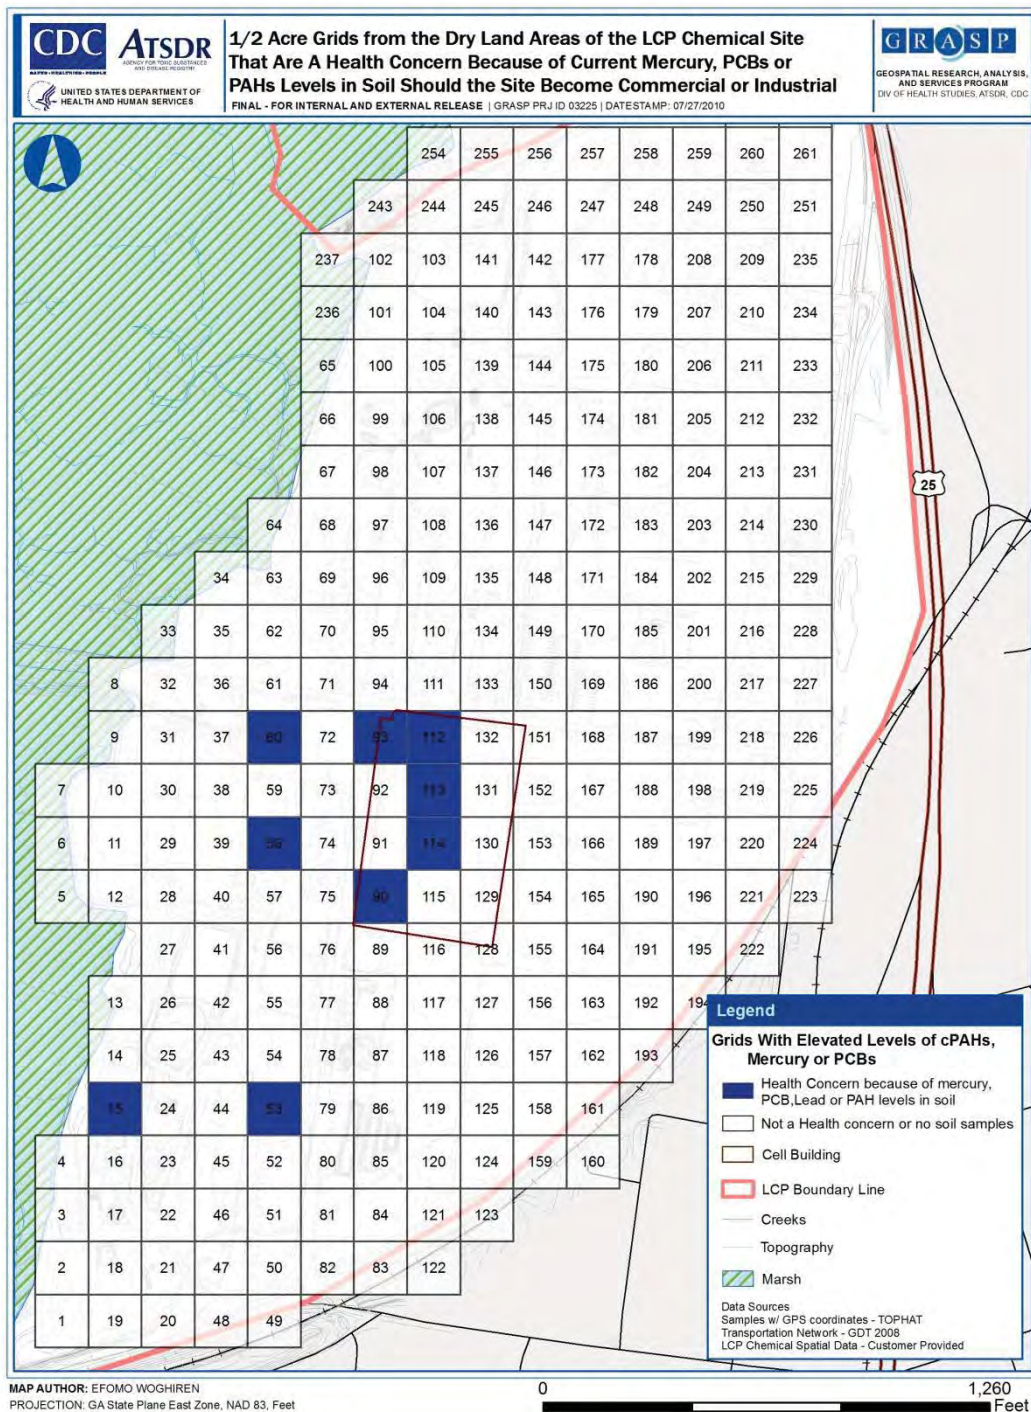 CDC
SAFER • HEALTHIER • PEOPLE
ATSDR
AGENCY FOR TOXIC SUBSTANCES
AND DISEASE REGISTRY
UNITED STATES DEPARTMENT OF
HEALTH AND HUMAN SERVICES
1/2 Acre Grids from the Dry Land Areas of the LCP Chemical Site
That Are A Health Concern Because of Current Mercury, PCBs or
PAHs Levels in Soil Should the Site Become Commercial or Industrial
FINAL - FOR INTERNAL AND EXTERNAL RELEASE | GRASP PRJ ID 03225 | DATESTAMP: 07/27/2010
GRASP
GEOSPATIAL RESEARCH, ANALYSIS,
AND SERVICES PROGRAM
DIV OF HEALTH STUDIES, ATSDR, CDC
254 255 256 257 258 259 260 261
243 244 245 246 247 248 249 250 251
237 102 103 141 142 177 178 208 209 235
236 101 104 140 143 176 179 207 210 234
65 100 105 139 144 175 180 206 211 233
66 99 106 138 145 174 181 205 212 232
67 98 107 137 146 173 182 204 213 231
25
64 68 97 108 136 147 172 183 203 214 230
34 63 69 96 109 135 148 171 184 202 215 229
33 35 62 70 95 110 134 149 170 185 201 216 228
8 32 36 61 71 94 111 133 150 169 186 200 217 227
9 31 37 60 72 93 112 132 151 168 187 199 218 226
7 10 30 38 59 73 92 113 131 152 167 188 198 219 225
6 11 29 39 58 74 91 114 130 153 166 189 197 220 224
5 12 28 40 57 75 90 115 129 154 165 190 196 221 223
27 41 56 76 89 116 128 155 164 191 195 222
13 26 42 55 77 88 117 127 156 163 192 194
14 25 43 54 78 87 118 126 157 162 193
15 24 44 53 79 86 119 125 158 161
4 16 23 45 52 80 85 120 124 159 160
3 17 22 46 51 81 84 121 123
2 18 21 47 50 82 83 122
1 19 20 48 49
Legend
Grids With Elevated Levels of cPAHs,
Mercury or PCBs
Health Concern because of mercury,
PCB,Lead or PAH levels in soil
Not a Health concern or no soil samples
Cell Building
LCP Boundary Line
Creeks
Topography
Marsh
Data Sources
Samples w/ GPS coordinates - TOPHAT
Transportation Network - GDT 2008
LCP Chemical Spatial Data - Customer Provided
MAP AUTHOR: EFOMO WOGHIREN
PROJECTION: GA State Plane East Zone, NAD 83, Feet
0 1,260
Feet